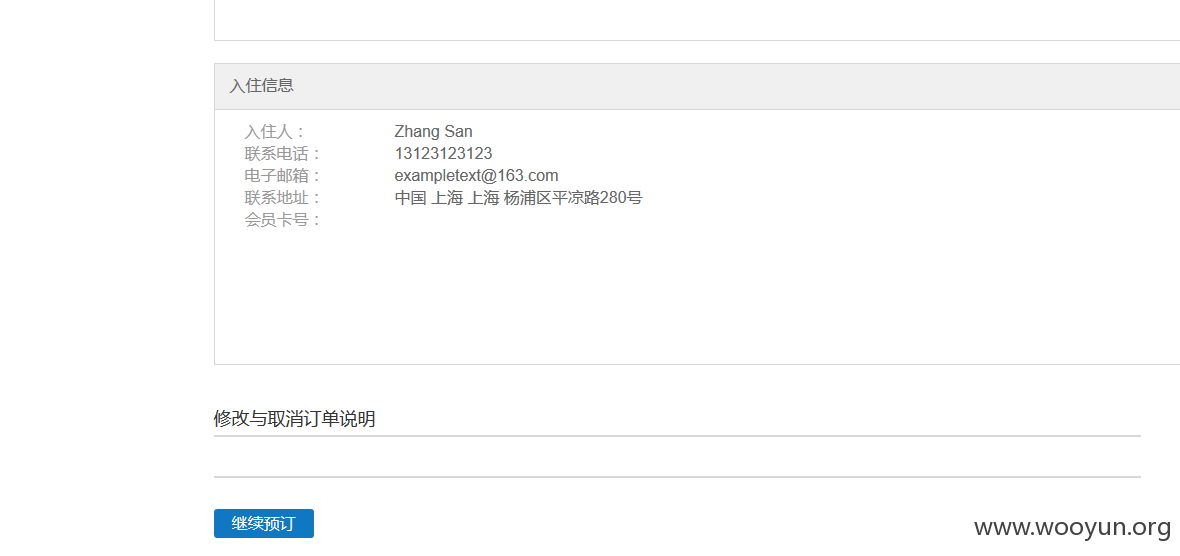 入住信息
入住人： Zhang San
联系电话： 13123123123
电子邮箱： exampletext@163.com
联系地址： 中国 上海 上海 杨浦区平凉路280号
会员卡号：
修改与取消订单说明
继续预订
www.wooyun.org